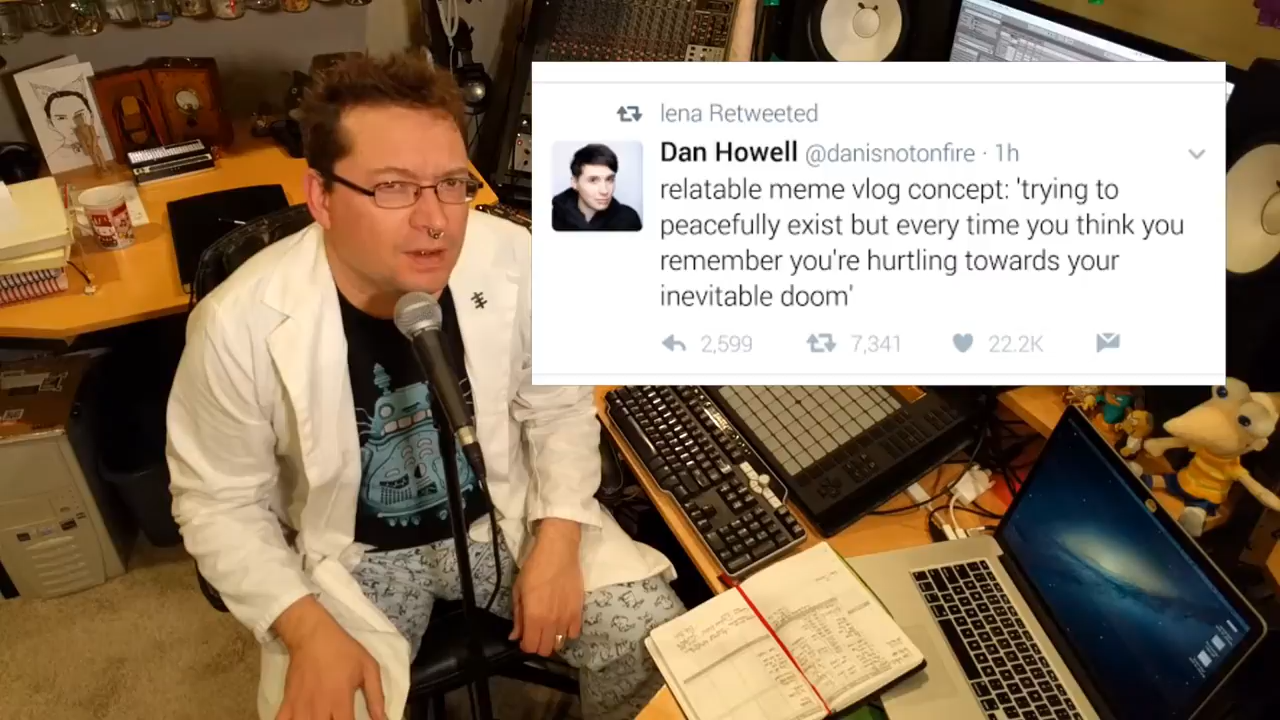 lena Retweeted
Dan Howell @danisnotonfire · 1h
relatable meme vlog concept: 'trying to
peacefully exist but every time you think you
remember you're hurtling towards your
inevitable doom'
2,599 7,341 22.2K